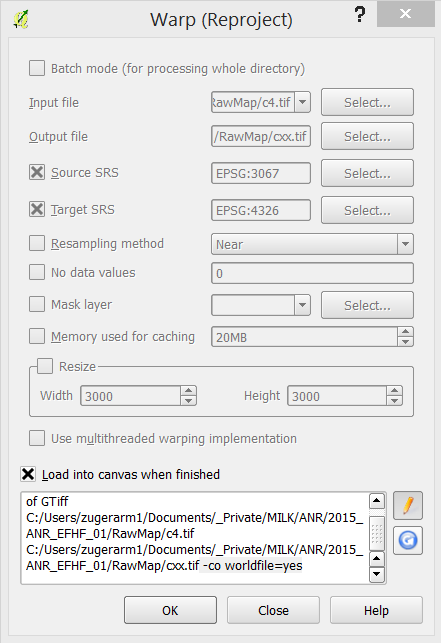 Warp (Reproject)
Batch mode (for processing whole directory)
Input file RawMap/c4.tif Select...
Output file /RawMap/cxx.tif Select...
Source SRS EPSG:3067 Select...
Target SRS EPSG:4326 Select...
Resampling method Near
No data values 0
Mask layer Select...
Memory used for caching 20MB
Resize
Width 3000 Height 3000
Use multithreaded warping implementation
Load into canvas when finished
of GTiff
C:/Users/zugerarm1/Documents/_Private/MILK/ANR/2015_
ANR_EFHF_01/RawMap/c4.tif
C:/Users/zugerarm1/Documents/_Private/MILK/ANR/2015_
ANR_EFHF_01/RawMap/cxx.tif -co worldfile=yes
OK Close Help